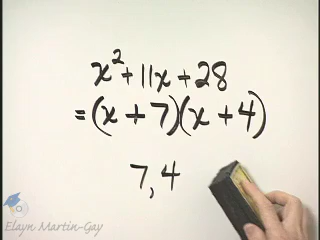 x²+11x+28
=(x+7)(x+4)
7,4
Elayn Martin-Gay